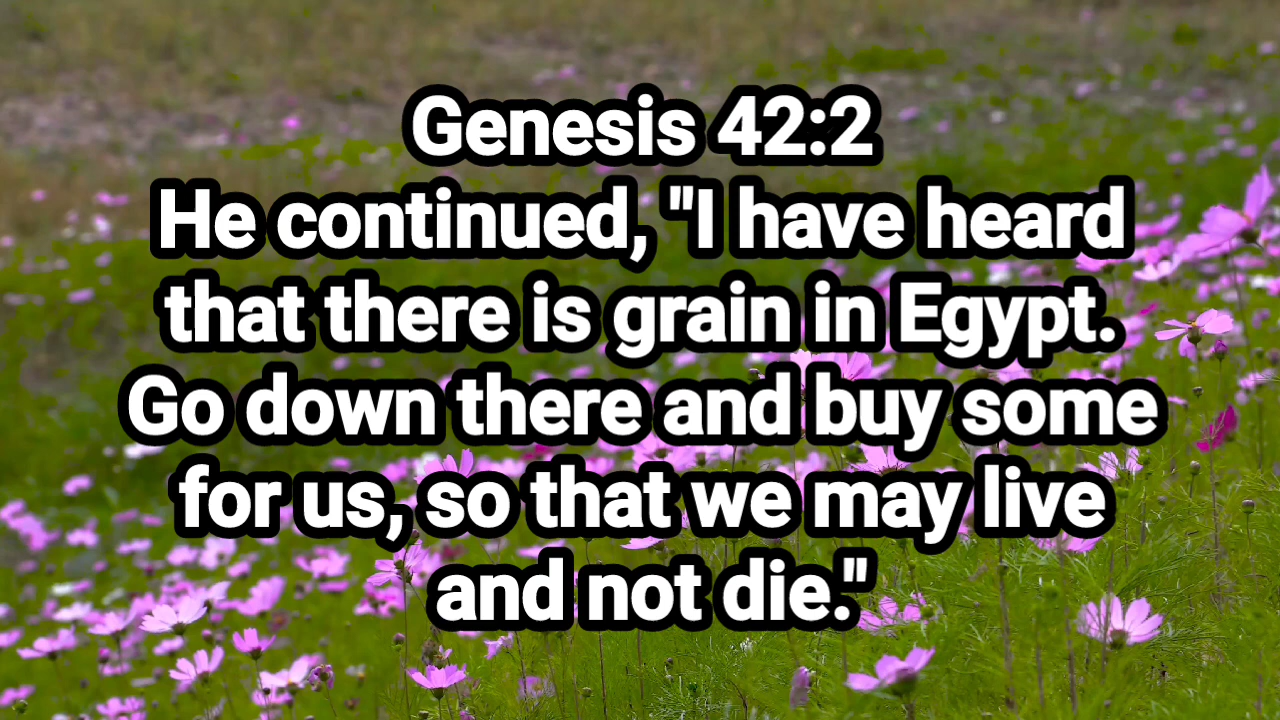 Genesis 42:2
He continued, "I have heard
that there is grain in Egypt.
Go down there and buy some
for us, so that we may live
and not die."